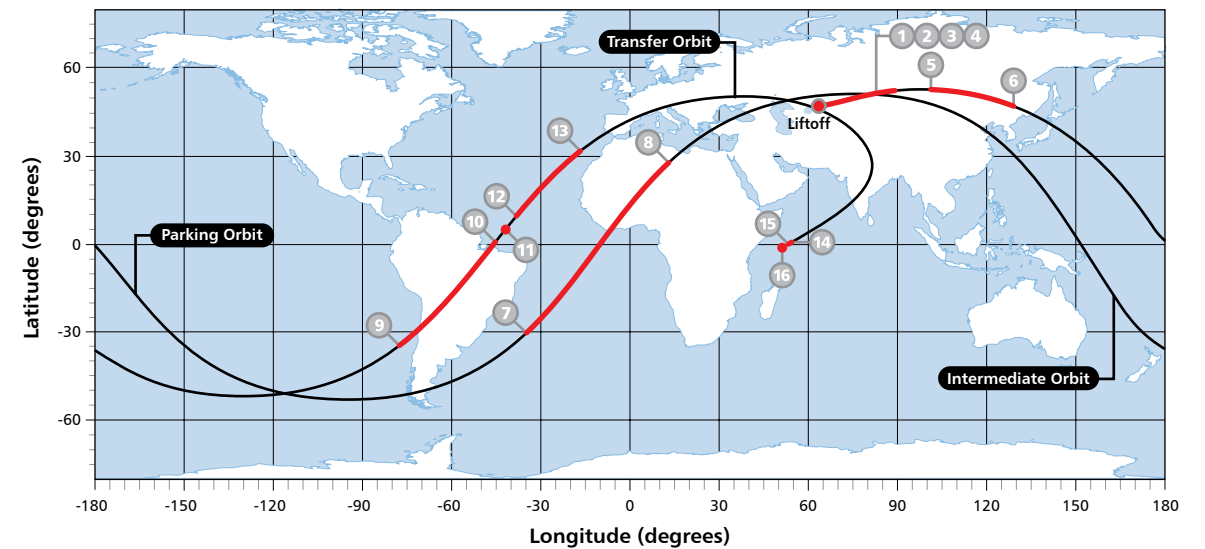 Transfer Orbit
1 2 3 4
5
6
60
Liftoff
13
8
30
12
10
11
15
14
16
Parking Orbit
0
7
9
-30
Intermediate Orbit
-60
Latitude (degrees)
-180 -150 -120 -90 -60 -30 0 30 60 90 120 150 180
Longitude (degrees)